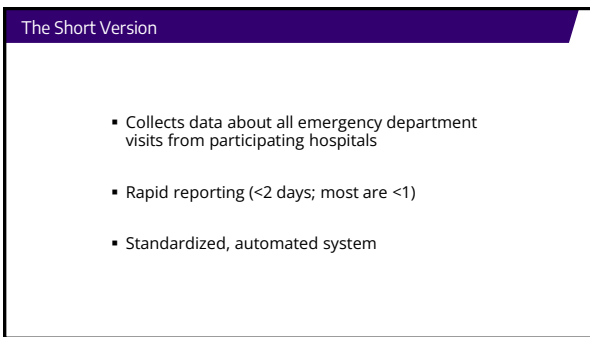 The Short Version
▪ Collects data about all emergency department
visits from participating hospitals
▪ Rapid reporting (<2 days; most are <1)
▪ Standardized, automated system